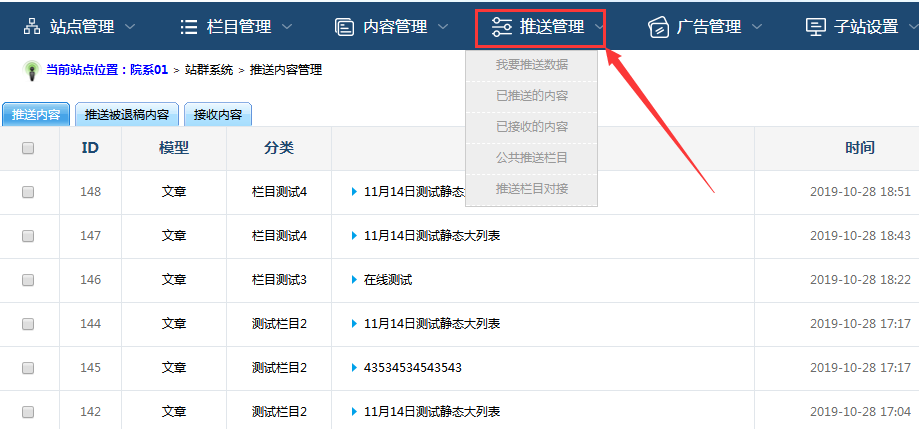 站点管理 栏目管理 内容管理 推送管理 广告管理 子站设置
当前站点位置：院系01 > 站群系统 > 推送内容管理
我要推送数据
已推送的内容
已接收的内容
公共推送栏目
推送栏目对接
推送内容 推送被退稿内容 接收内容
ID 模型 分类 时间
148 文章 栏目测试4 11月14日测试静态 2019-10-28 18:51
147 文章 栏目测试4 11月14日测试静态大列表 2019-10-28 18:43
146 文章 栏目测试3 在线测试 2019-10-28 18:22
144 文章 测试栏目2 11月14日测试静态大列表 2019-10-28 17:17
145 文章 测试栏目2 43534534543543 2019-10-28 17:17
142 文章 测试栏目2 11月14日测试静态大列表 2019-10-28 17:04